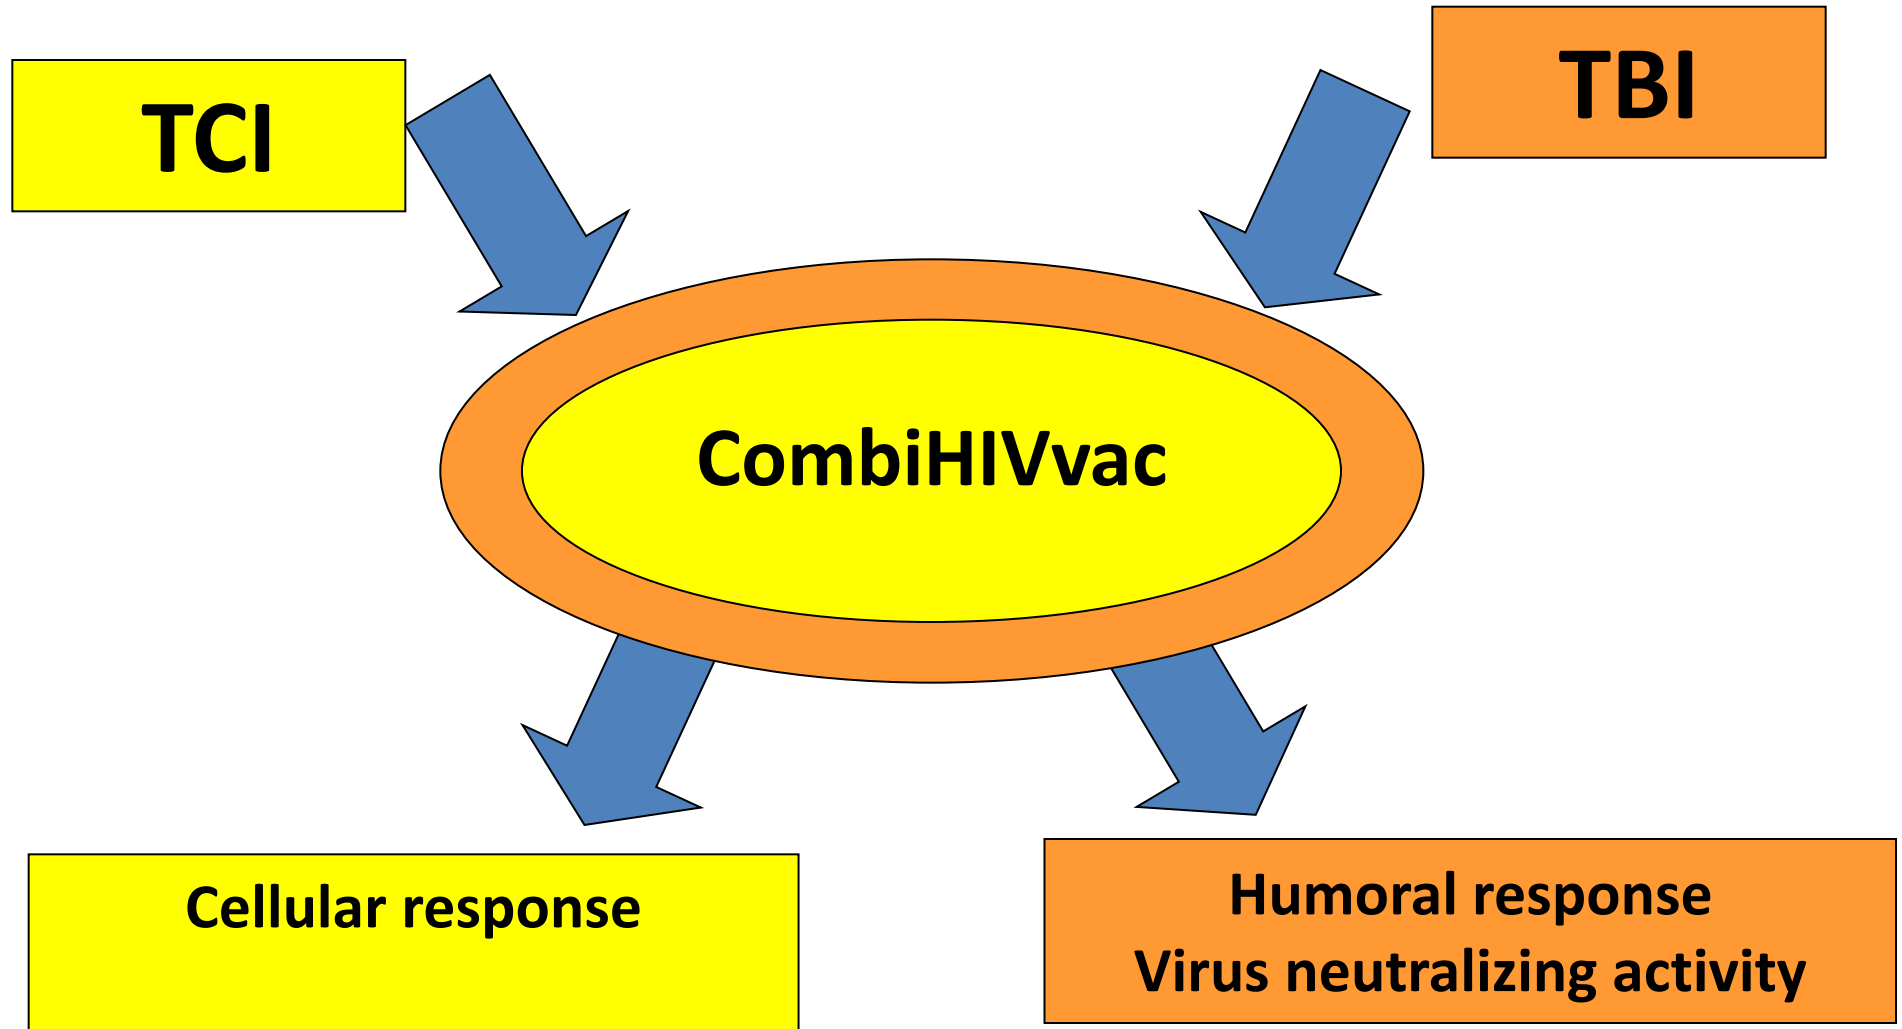 TCI
TBI
CombiHIVvac
Cellular response
Humoral response
Virus neutralizing activity